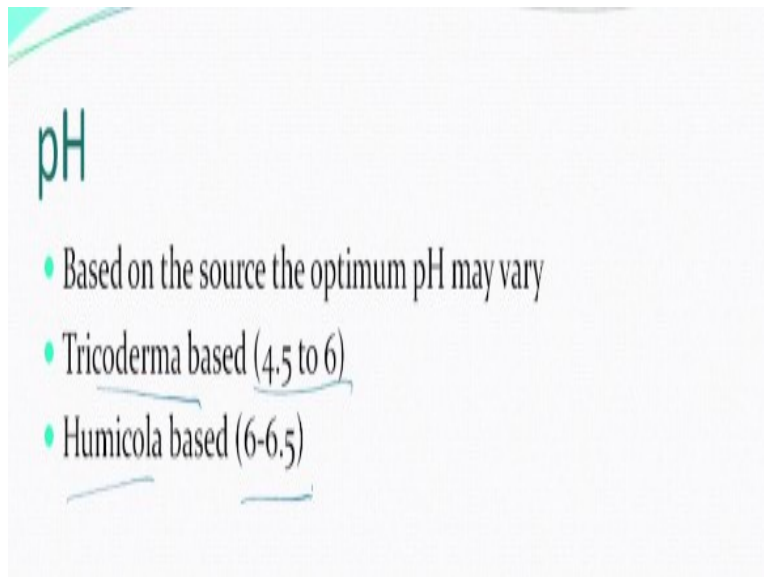 pH
Based on the source the optimum pH may vary
Tricoderma based (4.5 to 6)
Humicola based (6-6.5)